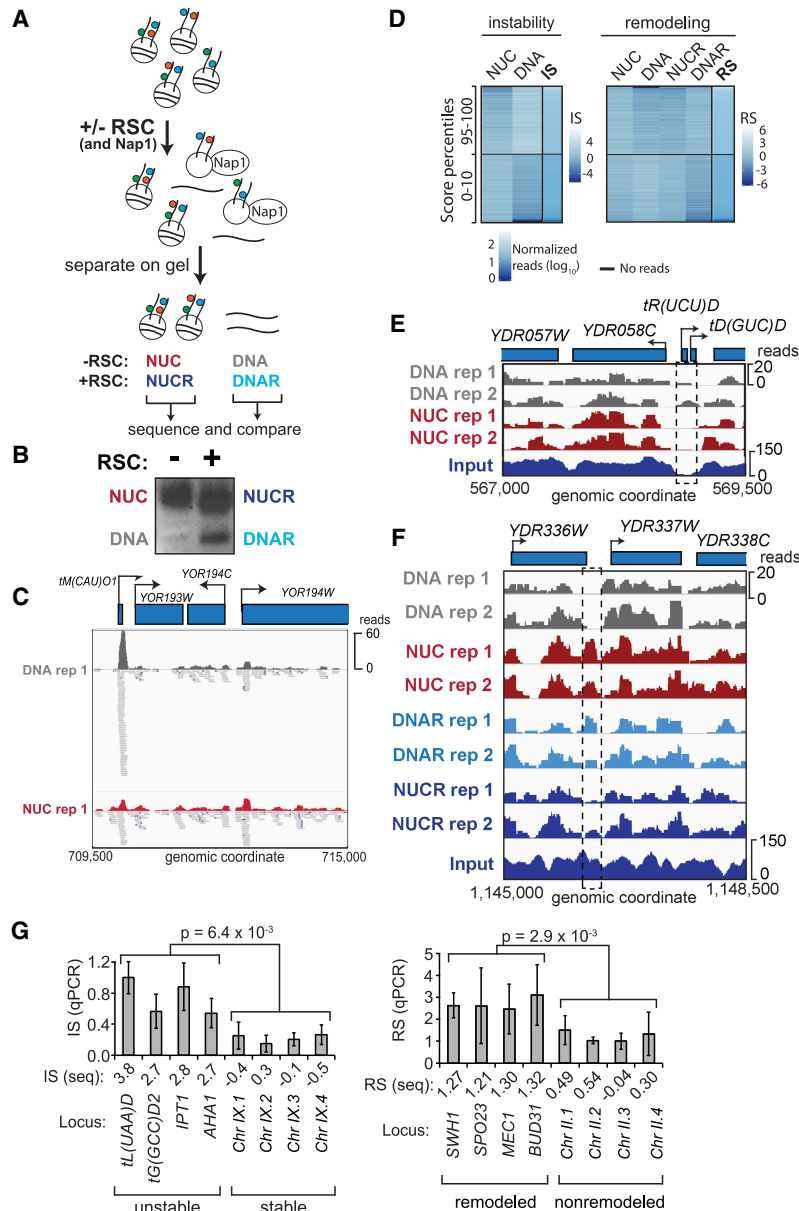 A
+/- RSC
(and Nap1)
Nap1
Nap1
separate on gel
-RSC: NUC DNA
+RSC: NUCR DNAR
sequence and compare
B
RSC: - +
NUC NUCR
DNA DNAR
C
tM(CAU)O1
YOR193W
YOR194C
YOR194W
reads
60
0
DNA rep 1
NUC rep 1
709,500 genomic coordinate 715,000
D
instability
NUC DNA IS
remodeling
NUC DNA NUCR DNAR RS
Score percentiles
95-100
0-10
IS
4
0
-4
RS
6
3
0
-3
-6
2
1
0
Normalized
reads (log10)
No reads
E
YDR057W
YDR058C
tR(UCU)D
tD(GUC)D
reads
DNA rep 1
20
0
DNA rep 2
NUC rep 1
NUC rep 2
150
Input
0
567,000 genomic coordinate 569,500
F
YDR336W
YDR337W
YDR338C
reads
DNA rep 1
20
0
DNA rep 2
NUC rep 1
NUC rep 2
DNAR rep 1
DNAR rep 2
NUCR rep 1
NUCR rep 2
150
Input
0
1,145,000 genomic coordinate 1,148,500
G
p = 6.4 x 10-3
IS (qPCR)
1.2
0.8
0.4
0.0
IS (seq): 3.8 2.7 2.8 2.7 -0.4 0.3 -0.1 -0.5
Locus: tL(UAA)D tG(GCC)D2 IPT1 AHA1 Chr IX.1 Chr IX.2 Chr IX.3 Chr IX.4
unstable stable
p = 2.9 x 10-3
RS (qPCR)
5
4
3
2
1
0
RS (seq): 1.27 1.21 1.30 1.32 0.49 0.54 -0.04 0.30
Locus: SWH1 SPO23 MEC1 BUD31 Chr II.1 Chr II.2 Chr II.3 Chr II.4
remodeled nonremodeled